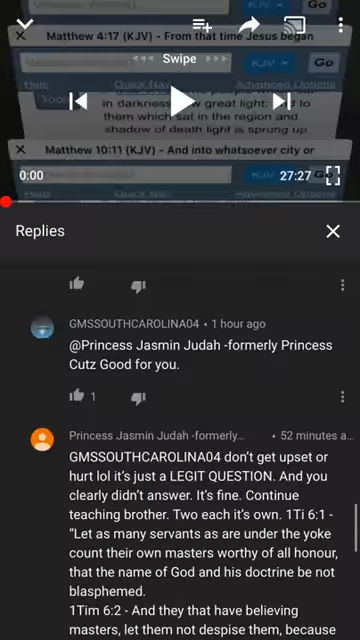 Matthew 4:17 (KJV) - From that time Jesus began
KJV
Go
Swipe
Quick Nav
Advanced Options
in darkness saw great light; and to
them which sat in the region and
shadow of death light is sprung up
Matthew 10:11 (KJV) - And into whatsoever city or
0:00
KJV
Go
27:27
Quick Nav
Advanced Options
Replies
GMSSOUTHCAROLINA04 • 1 hour ago
@Princess Jasmin Judah -formerly Princess
Cutz Good for you.
1
Princess Jasmin Judah -formerly... • 52 minutes a...
GMSSOUTHCAROLINA04 don't get upset or
hurt lol it's just a LEGIT QUESTION. And you
clearly didn't answer. It's fine. Continue
teaching brother. Two each it's own. 1Ti 6:1 -
"Let as many servants as are under the yoke
count their own masters worthy of all honour,
that the name of God and his doctrine be not
blasphemed.
1Tim 6:2 - And they that have believing
masters, let them not despise them, because